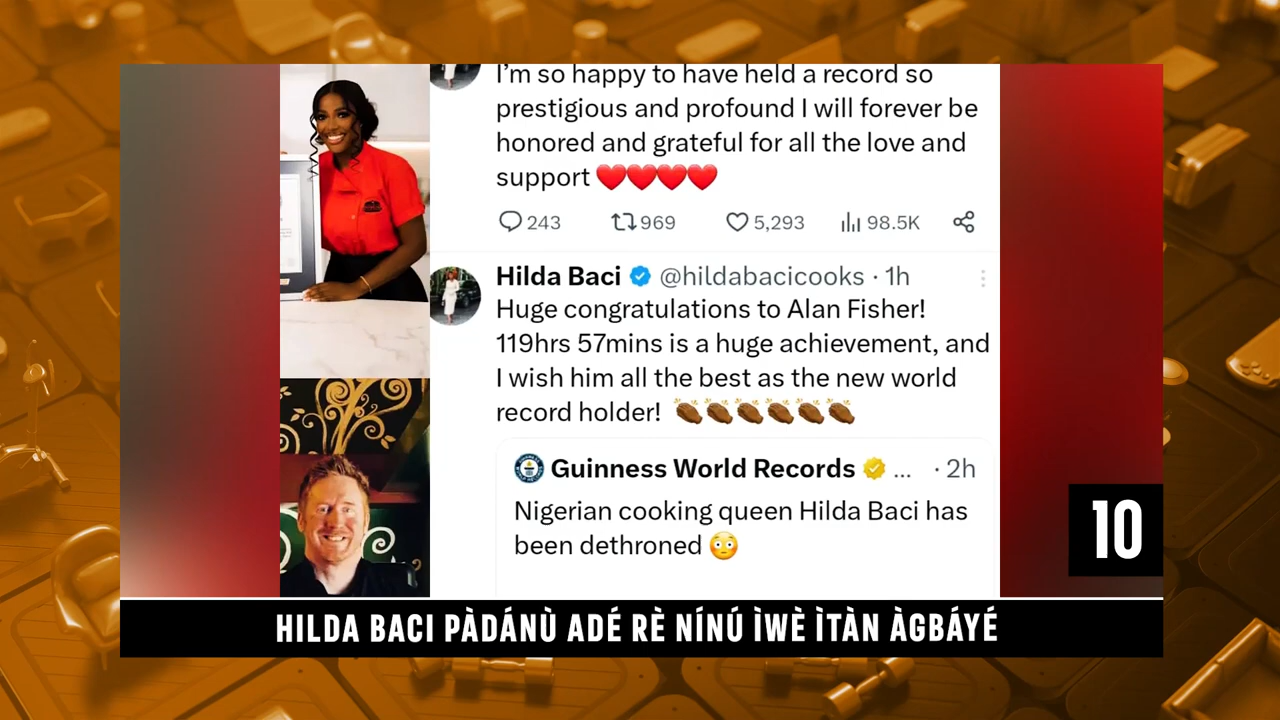 I'm so happy to have held a record so
prestigious and profound I will forever be
honored and grateful for all the love and
support ❤️❤️❤️❤️
243 969 5,293 98.5K
Hilda Baci @hildabacicooks · 1h
Huge congratulations to Alan Fisher!
119hrs 57mins is a huge achievement, and
I wish him all the best as the new world
record holder! 👏🏾👏🏾👏🏾👏🏾👏🏾👏🏾
Guinness World Records ... · 2h
Nigerian cooking queen Hilda Baci has
been dethroned 😳
10
HILDA BACI PÀDÁNÙ ADÉ RÈ NÍNÚ ÌWÈ ÌTÀN ÀGBÁYÉ